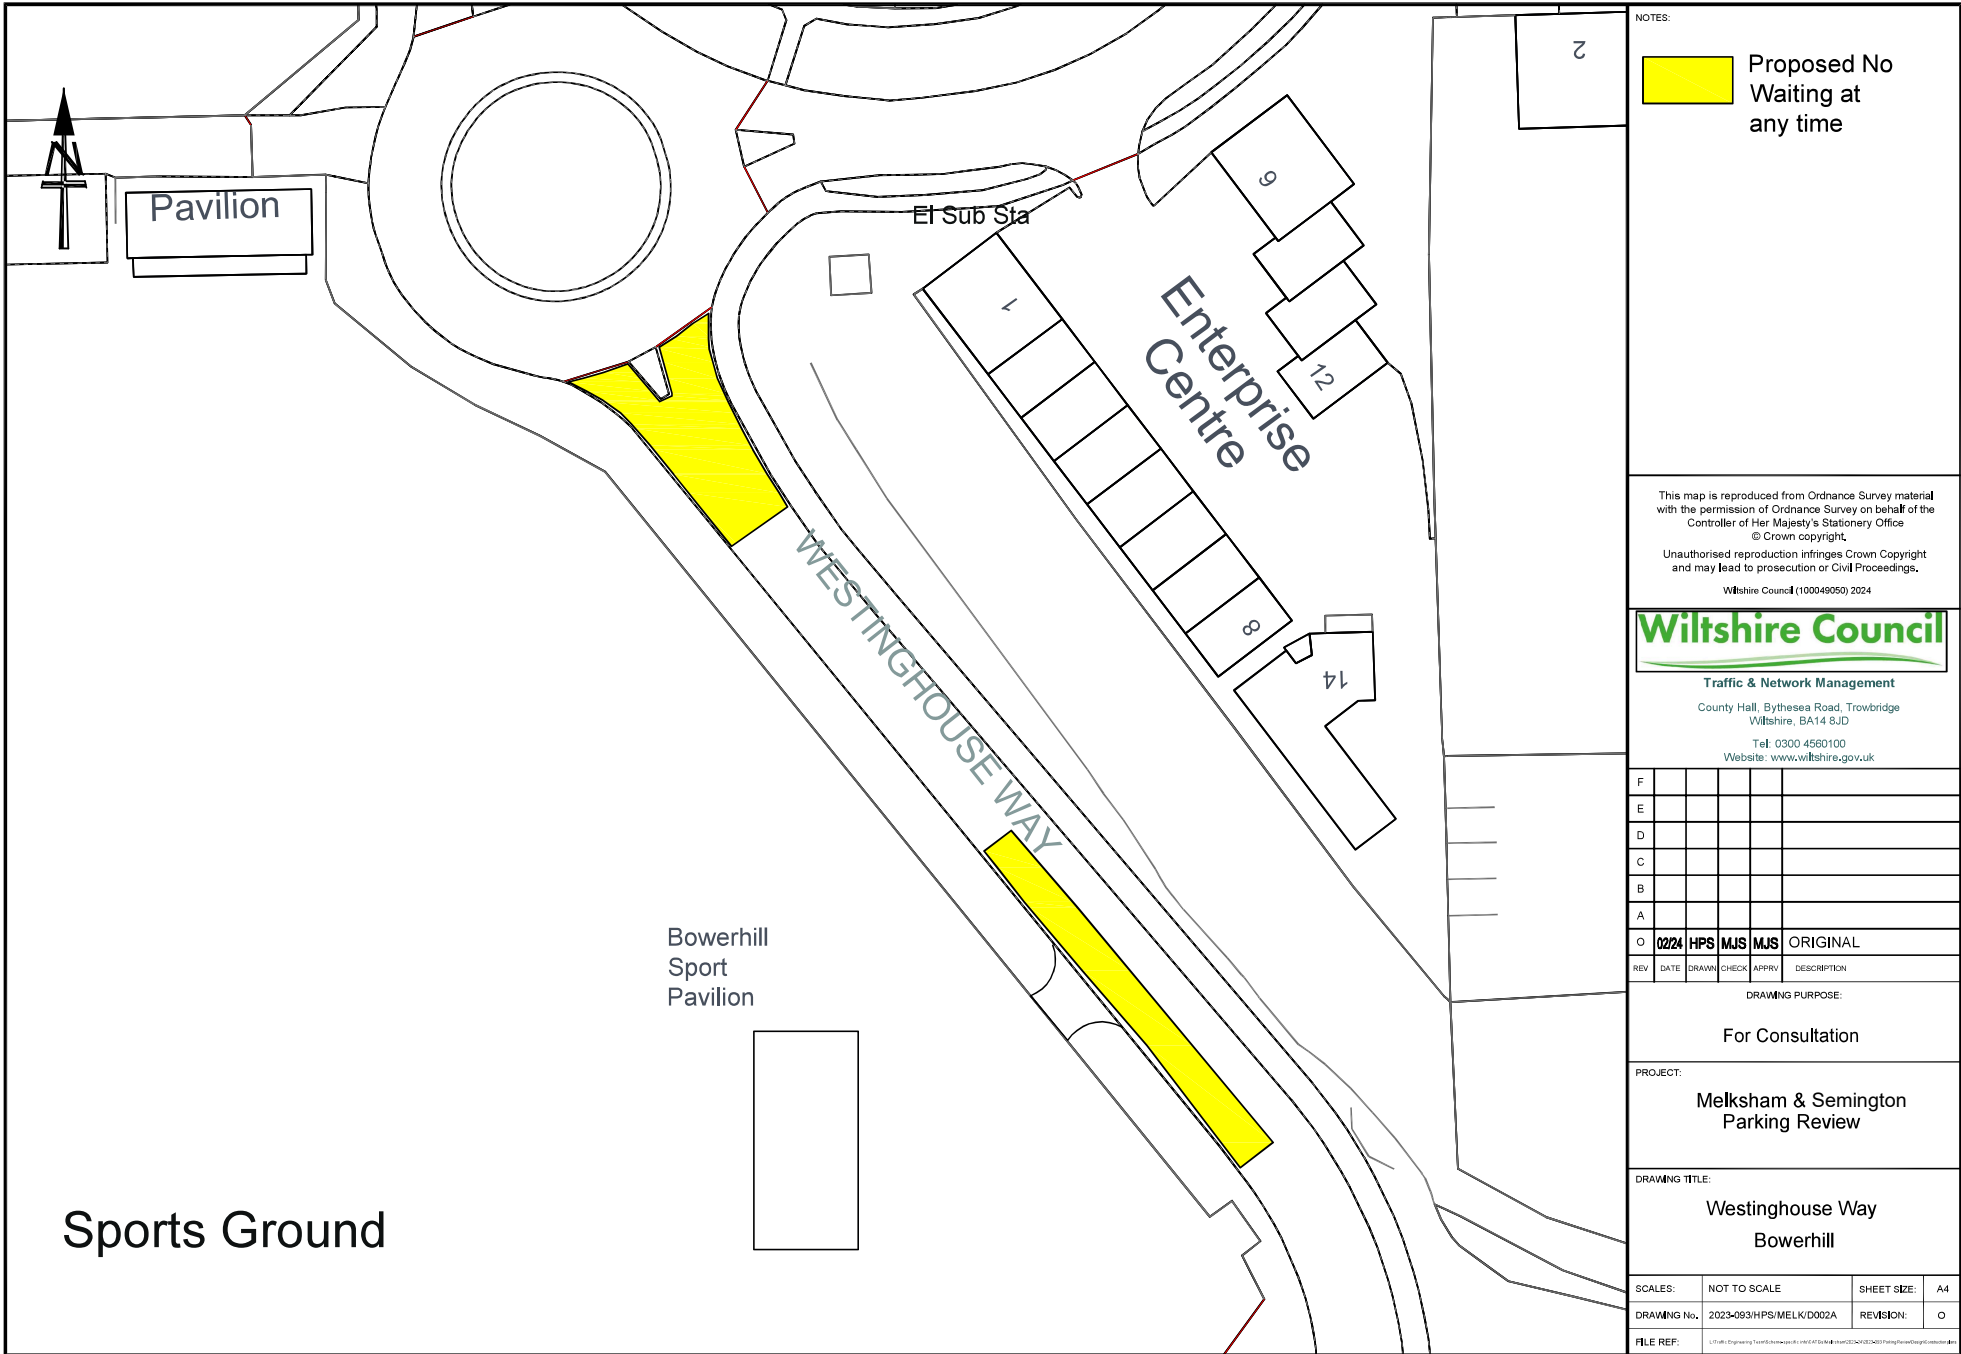 N
Pavilion
El Sub Sta
2
9
1
Enterprise
Centre
12
WESTINGHOUSE WAY
8
14
Bowerhill
Sport
Pavilion
Sports Ground
NOTES:
Proposed No
Waiting at
any time
This map is reproduced from Ordnance Survey material
with the permission of Ordnance Survey on behalf of the
Controller of Her Majesty's Stationery Office
© Crown copyright.
Unauthorised reproduction infringes Crown Copyright
and may lead to prosecution or Civil Proceedings.
Wiltshire Council (100049050) 2024
Wiltshire Council
Traffic & Network Management
County Hall, Bythesea Road, Trowbridge
Wiltshire, BA14 8JD
Tel: 0300 4560100
Website: www.wiltshire.gov.uk
F
E
D
C
B
A
O 02/24 HPS MJS MJS ORIGINAL
REV DATE DRAWN CHECK APPRV DESCRIPTION
DRAWING PURPOSE:
For Consultation
PROJECT:
Melksham & Semington
Parking Review
DRAWING TITLE:
Westinghouse Way
Bowerhill
SCALES: NOT TO SCALE SHEET SIZE: A4
DRAWING No. 2023-093/HPS/MELK/D002A REVISION: O
FILE REF: